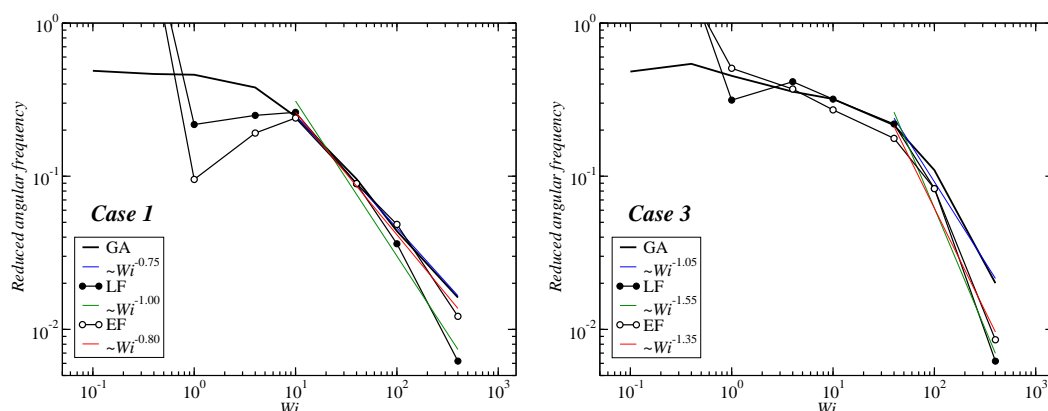 Reduced angular frequency
10^0
10^-1
10^-2
10^-1 10^0 10^1 10^2 10^3
Wi
Case 1
GA
~Wi^-0.75
LF
~Wi^-1.00
EF
~Wi^-0.80
Reduced angular frequency
10^0
10^-1
10^-2
10^-1 10^0 10^1 10^2 10^3
Wi
Case 3
GA
~Wi^-1.05
LF
~Wi^-1.55
EF
~Wi^-1.35